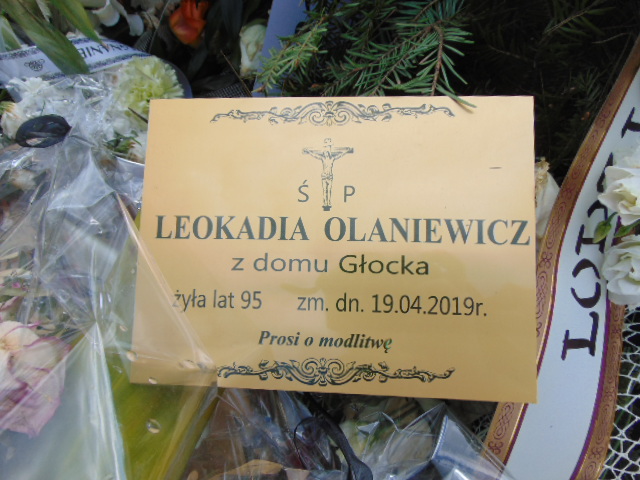 Ś P
LEOKADIA OLANIEWICZ
z domu Głocka
żyła lat 95 zm. dn. 19.04.2019r.
Prosi o modlitwę